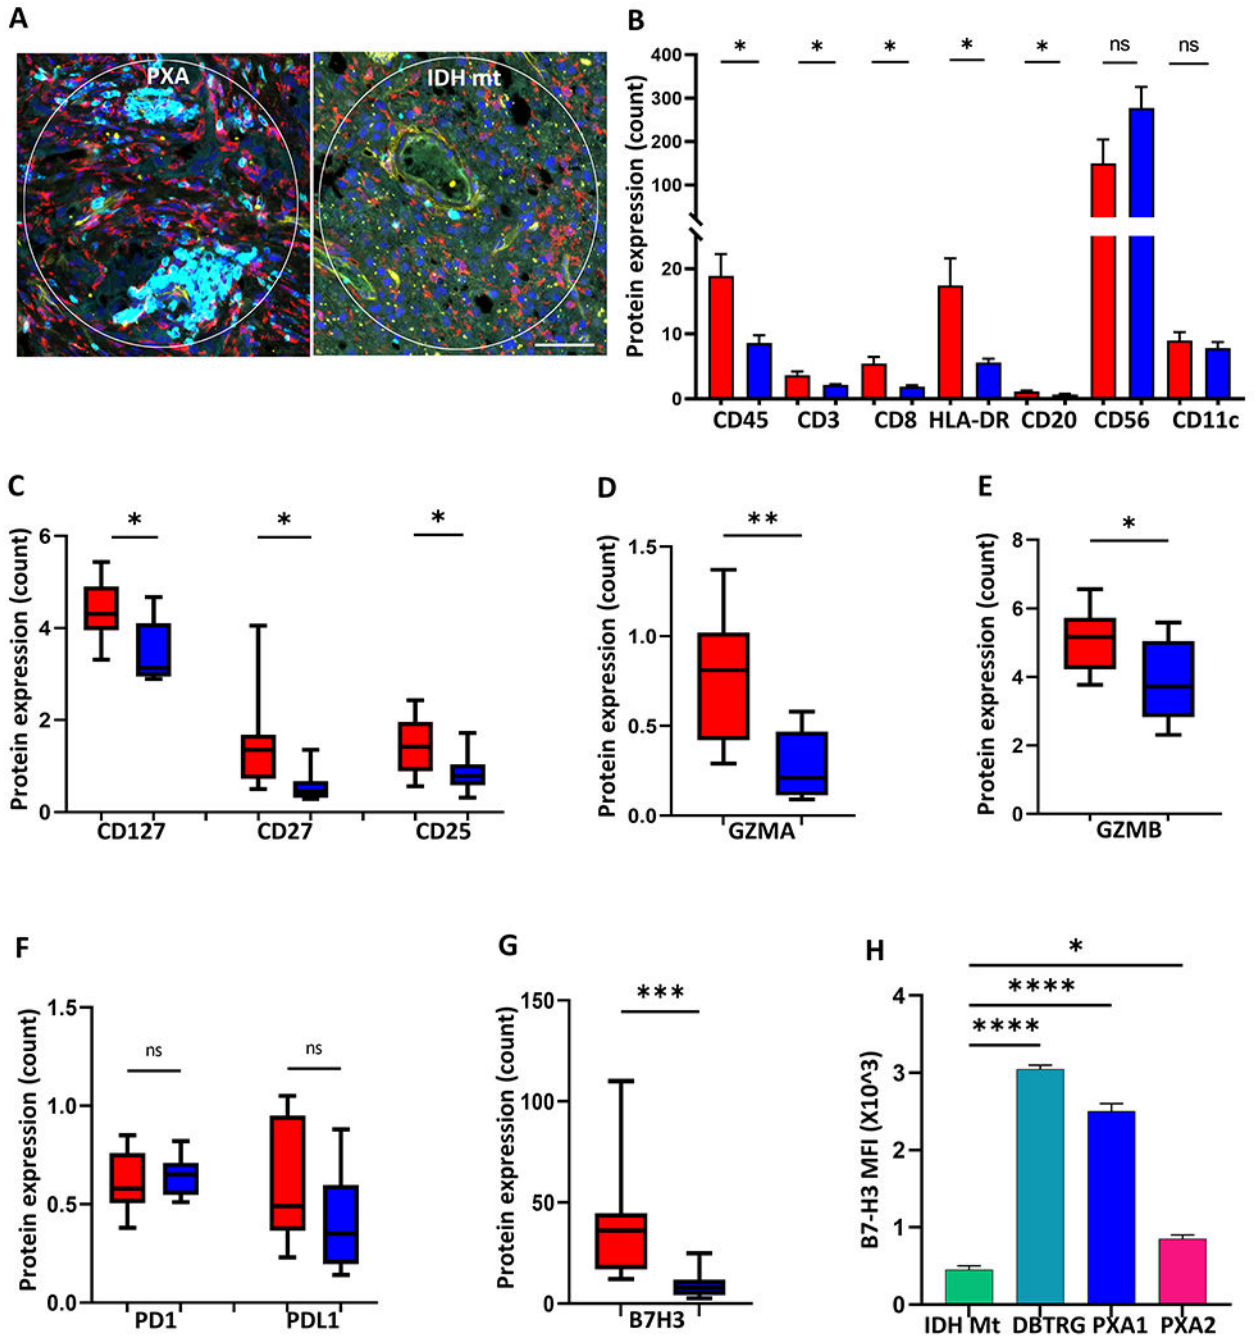 A
PXA
IDH mt
B
Protein expression (count)
400
300
200
100
20
10
0
* * * * * ns ns
CD45 CD3 CD8 HLA-DR CD20 CD56 CD11c
C
Protein expression (count)
6
4
2
0
* * *
CD127 CD27 CD25
D
Protein expression (count)
1.5
1.0
0.5
0.0
**
GZMA
E
Protein expression (count)
8
6
4
2
0
*
GZMB
F
Protein expression (count)
1.5
1.0
0.5
0.0
ns ns
PD1 PDL1
G
Protein expression (count)
150
100
50
0
***
B7H3
H
B7-H3 MFI (X10^3)
4
3
2
1
0
*
****
****
IDH Mt DBTRG PXA1 PXA2